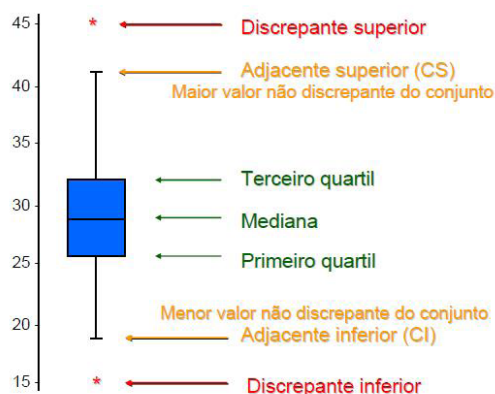 45
Discrepante superior
40
Adjacente superior (CS)
Maior valor não discrepante do conjunto
35
Terceiro quartil
30
Mediana
Primeiro quartil
25
Menor valor não discrepante do conjunto
20
Adjacente inferior (CI)
15
Discrepante inferior